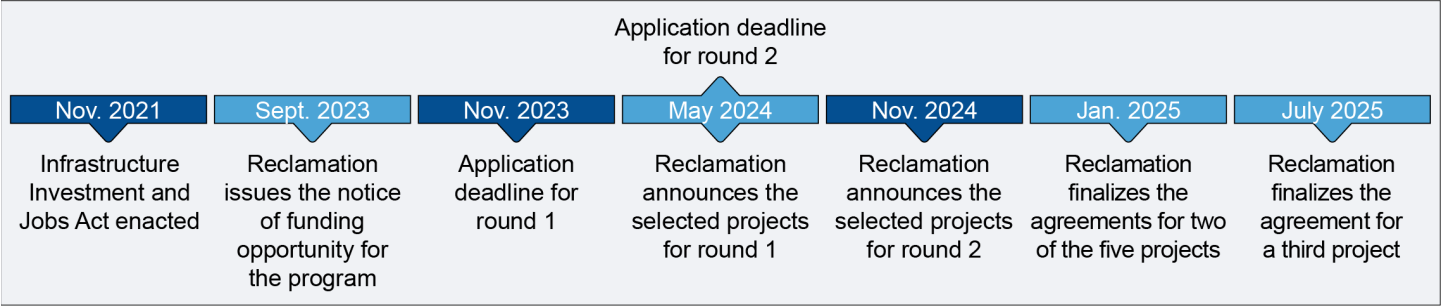 Application deadline
for round 2
Nov. 2021
Sept. 2023
Nov. 2023
May 2024
Nov. 2024
Jan. 2025
July 2025
Infrastructure
Investment and
Jobs Act enacted
Reclamation
issues the notice
of funding
opportunity for
the program
Application
deadline for
round 1
Reclamation
announces the
selected projects
for round 1
Reclamation
announces the
selected projects
for round 2
Reclamation
finalizes the
agreements for two
of the five projects
Reclamation
finalizes the
agreement for
a third project